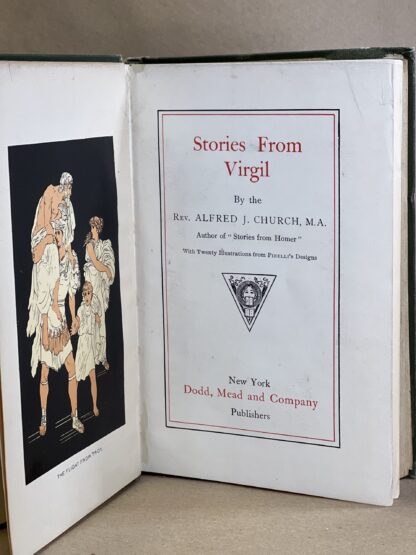 THE FLIGHT FROM TROY.
Stories From
Virgil
By the
REV. ALFRED J. CHURCH, M.A.
Author of "Stories from Homer"
With Twenty Illustrations from PINELLI'S Designs
New York
Dodd, Mead and Company
Publishers